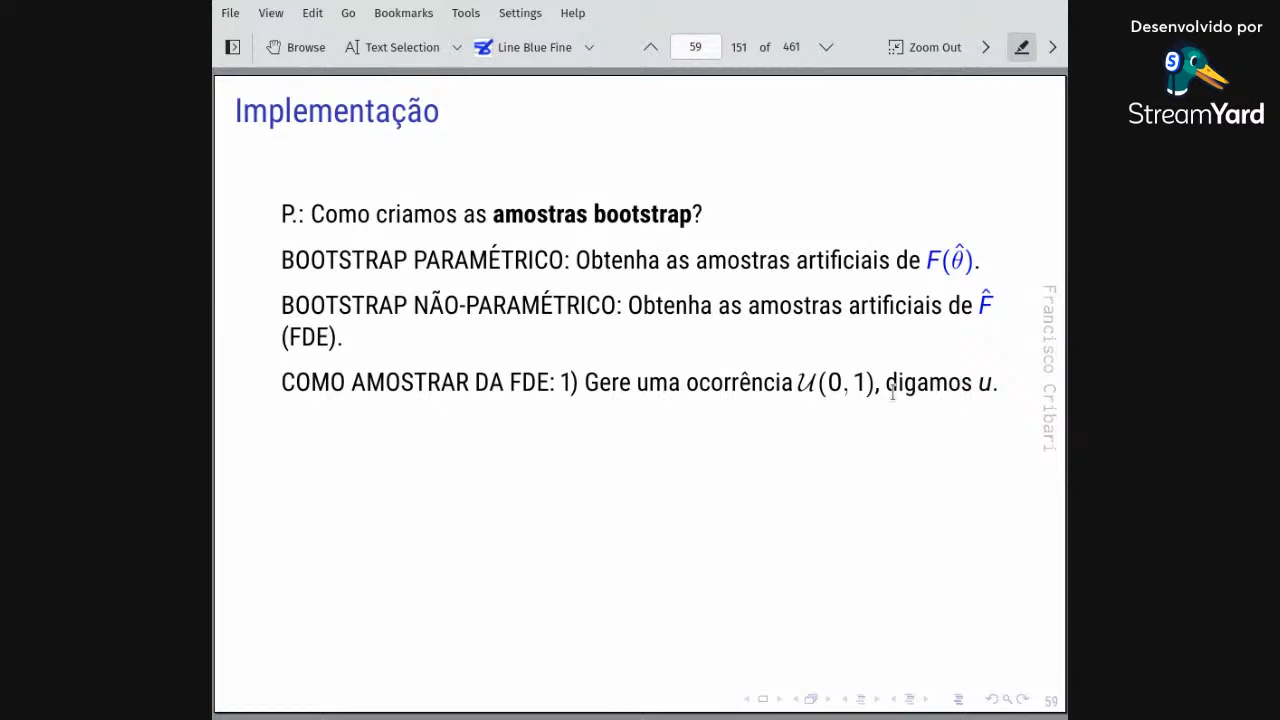 File View Edit Go Bookmarks Tools Settings Help
Desenvolvido por
StreamYard
Browse Text Selection Line Blue Fine 59 151 of 461 Zoom Out
Implementação
P.: Como criamos as amostras bootstrap?
BOOTSTRAP PARAMÉTRICO: Obtenha as amostras artificiais de F(θ̂).
BOOTSTRAP NÃO-PARAMÉTRICO: Obtenha as amostras artificiais de F̂
(FDE).
COMO AMOSTRAR DA FDE: 1) Gere uma ocorrência 𝒰(0, 1), digamos u.
Francisco Cribari
59